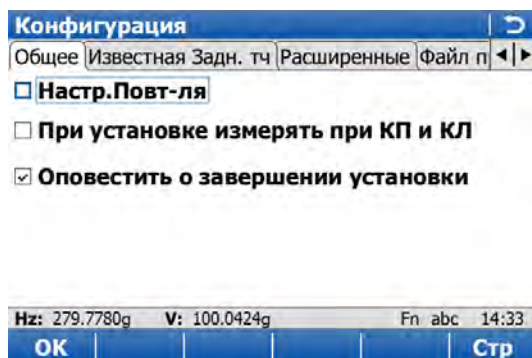 Конфигурация
Общее Известная Задн. тч Расширенные Файл п
Настр.Повт-ля
При установке измерять при КП и КЛ
Оповестить о завершении установки
Hz: 279.7780g V: 100.0424g Fn abc 14:33
OK Стр